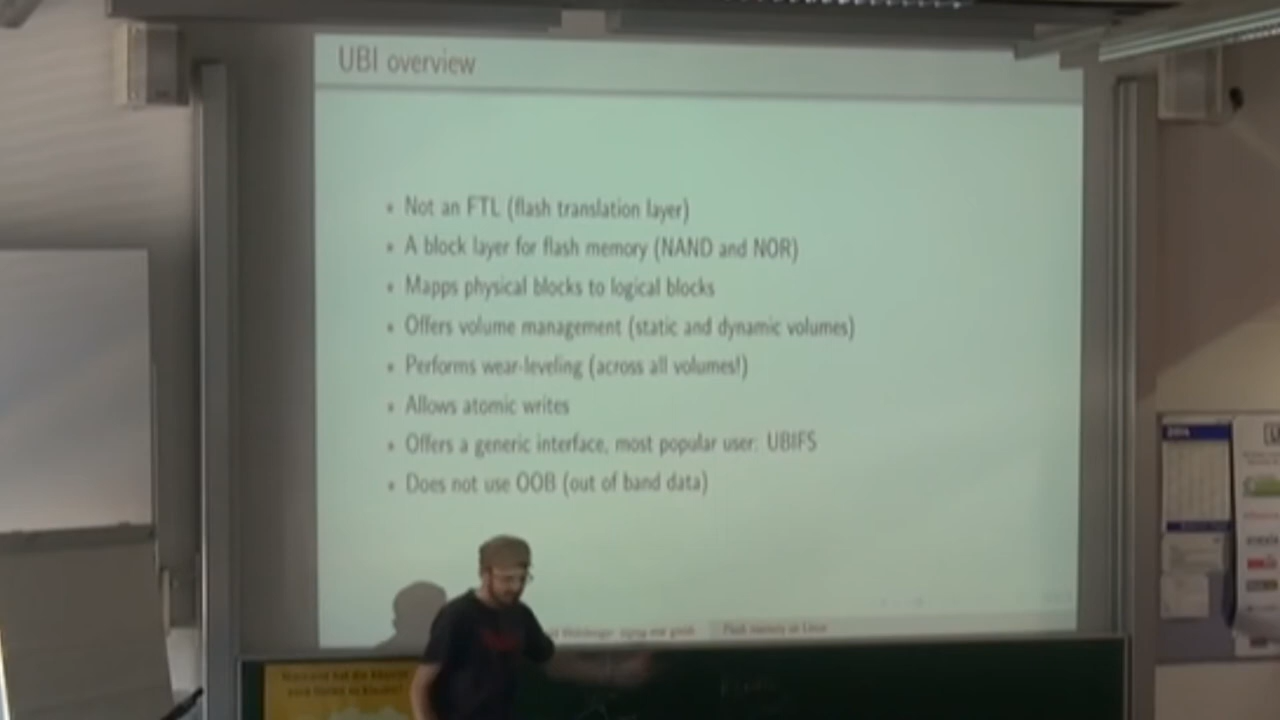 UBI overview
Not an FTL (flash translation layer)
A block layer for flash memory (NAND and NOR)
Mapps physical blocks to logical blocks
Offers volume management (static and dynamic volumes)
Performs wear-leveling (across all volumes!)
Allows atomic writes
Offers a generic interface, most popular user: UBIFS
Does not use OOB (out of band data)
Flash memory on Linux